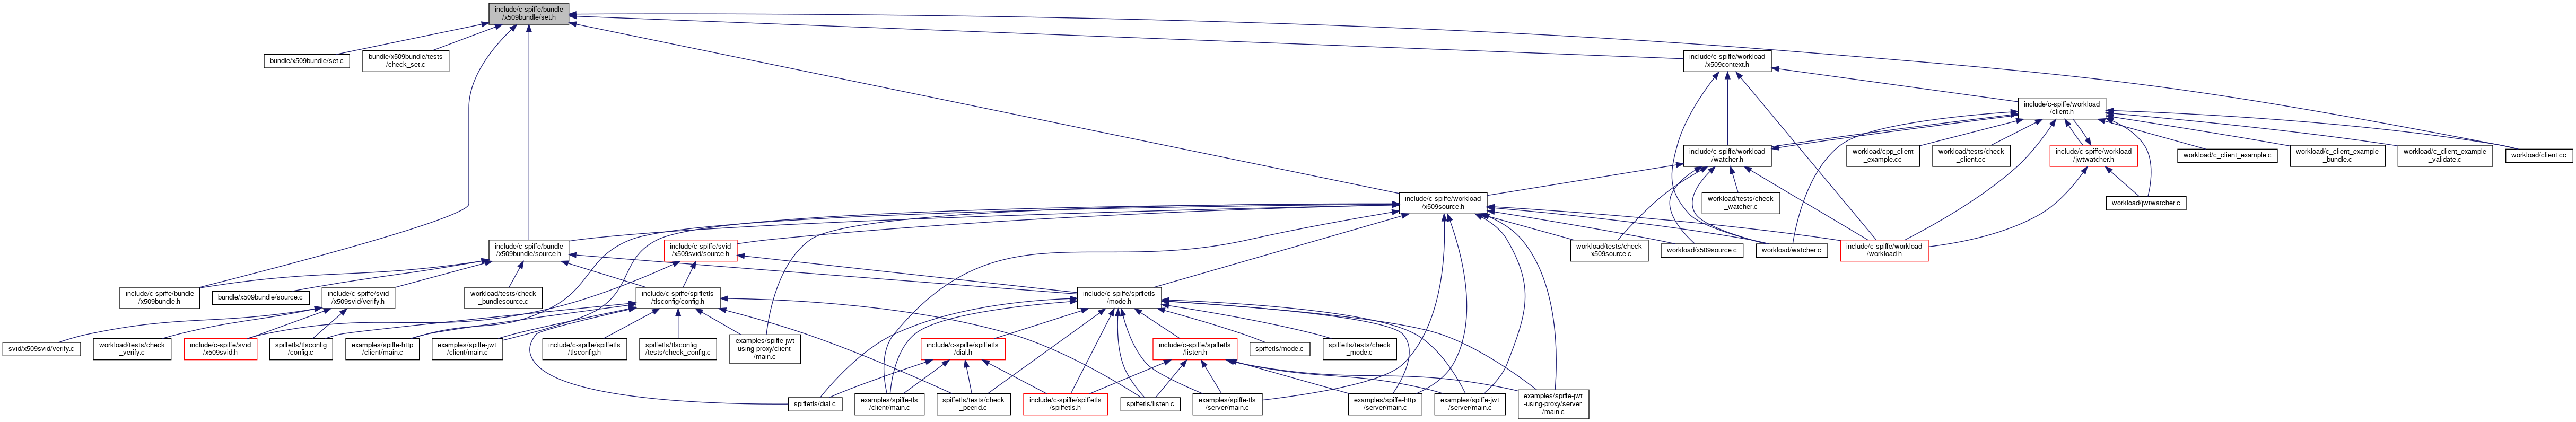 include/c-spiffe/bundle
/x509bundle/set.h
bundle/x509bundle/set.c
bundle/x509bundle/tests
/check_set.c
include/c-spiffe/workload
/x509context.h
include/c-spiffe/workload
/client.h
include/c-spiffe/workload
/watcher.h
workload/cpp_client
_example.cc
workload/tests/check
_client.cc
include/c-spiffe/workload
/jwtwatcher.h
workload/c_client_example.c
workload/c_client_example
_bundle.c
workload/c_client_example
_validate.c
workload/client.cc
include/c-spiffe/workload
/x509source.h
workload/tests/check
_watcher.c
workload/jwtwatcher.c
include/c-spiffe/bundle
/x509bundle/source.h
include/c-spiffe/svid
/x509svid/source.h
workload/tests/check
_x509source.c
workload/x509source.c
workload/watcher.c
include/c-spiffe/workload
/workload.h
include/c-spiffe/bundle
/x509bundle.h
bundle/x509bundle/source.c
include/c-spiffe/svid
/x509svid/verify.h
workload/tests/check
_bundlesource.c
include/c-spiffe/spiffetls
/tlsconfig/config.h
include/c-spiffe/spiffetls
/mode.h
svid/x509svid/verify.c
workload/tests/check
_verify.c
include/c-spiffe/svid
/x509svid.h
spiffetls/tlsconfig
/config.c
examples/spiffe-http
/client/main.c
examples/spiffe-jwt
/client/main.c
include/c-spiffe/spiffetls
/tlsconfig.h
spiffetls/tlsconfig
/tests/check_config.c
examples/spiffe-jwt
-using-proxy/client
/main.c
include/c-spiffe/spiffetls
/dial.h
include/c-spiffe/spiffetls
/listen.h
spiffetls/mode.c
spiffetls/tests/check
_mode.c
spiffetls/dial.c
examples/spiffe-tls
/client/main.c
spiffetls/tests/check
_peerid.c
include/c-spiffe/spiffetls
/spiffetls.h
spiffetls/listen.c
examples/spiffe-tls
/server/main.c
examples/spiffe-http
/server/main.c
examples/spiffe-jwt
/server/main.c
examples/spiffe-jwt
-using-proxy/server
/main.c